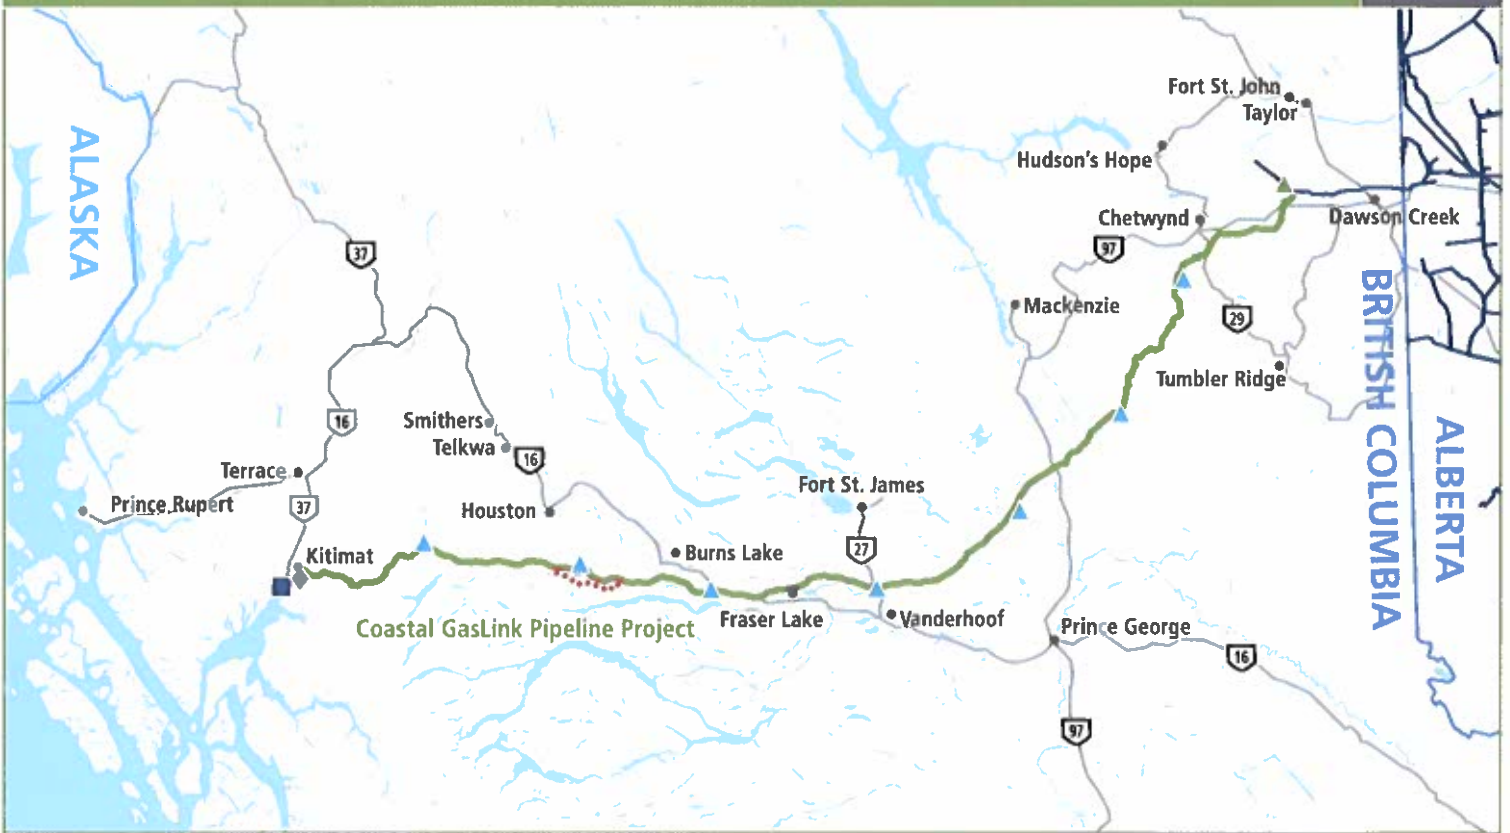 Fort St. John
Taylor
Hudson's Hope
ALASKA
Chetwynd
Dawson Creek
37
97
Mackenzie
29
BRITISH COLUMBIA
Tumbler Ridge
16
Smithers
Telkwa
16
ALBERTA
Terrace
Fort St. James
Prince Rupert
37
Houston
27
Kitimat
Burns Lake
Fraser Lake
Vanderhoof
Coastal GasLink Pipeline Project
Prince George
16
97